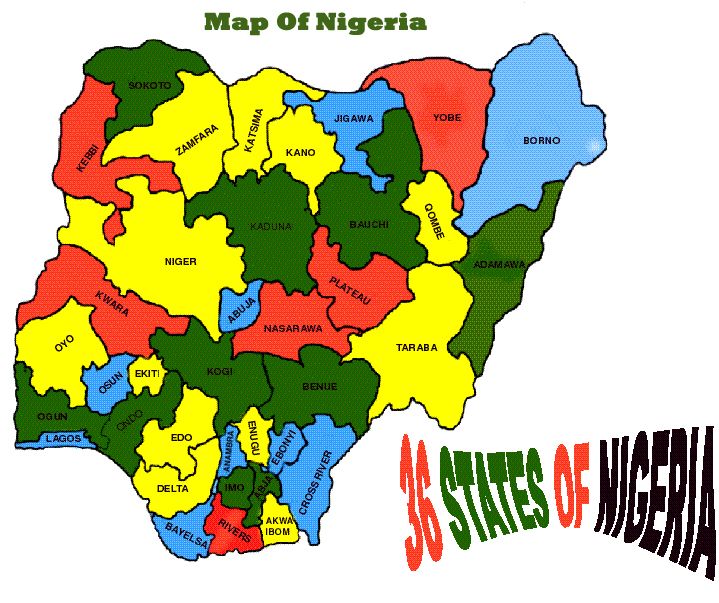 Map Of Nigeria
SOKOTO
KEBBI
ZAMFARA
KATSIMA
KANO
JIGAWA
YOBE
BORNO
KADUNA
BAUCHI
QOMBE
ADAMAWA
NIGER
KWARA
ABUJA
NASARAWA
PLATEAU
TARABA
OYO
OSUN
EKITI
KOGI
BENUE
OGUN
LAGOS
ONDO
EDO
DELTA
ANAMBRA
ENUGU
EBONYI
CROSS RIVER
IMO
ABJA
BAYELSA
RIVERS
AKWA
IBOM
36 STATES OF NIGERIA